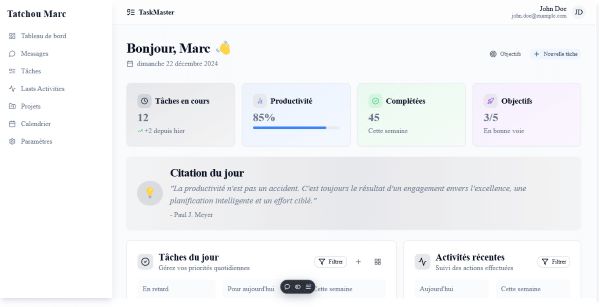 Tatchou Marc
Tableau de bord
Messages
Tâches
Lasts Activities
Projets
Calendrier
Paramètres
TaskMaster
John Doe
john.doe@example.com
JD
Bonjour, Marc 👋
dimanche 22 décembre 2024
Objectifs
+ Nouvelle tâche
Tâches en cours
12
+2 depuis hier
Productivité
85%
Complétées
45
Cette semaine
Objectifs
3/5
En bonne voie
Citation du jour
"La productivité n'est pas un accident. C'est toujours le résultat d'un engagement envers l'excellence, une
planification intelligente et un effort ciblé."
- Paul J. Meyer
Tâches du jour
Gérez vos priorités quotidiennes
Filtrer
En retard
Pour aujourd'hui
Cette semaine
Activités récentes
Suivi des actions effectuées
Filtrer
Aujourd'hui
Cette semaine